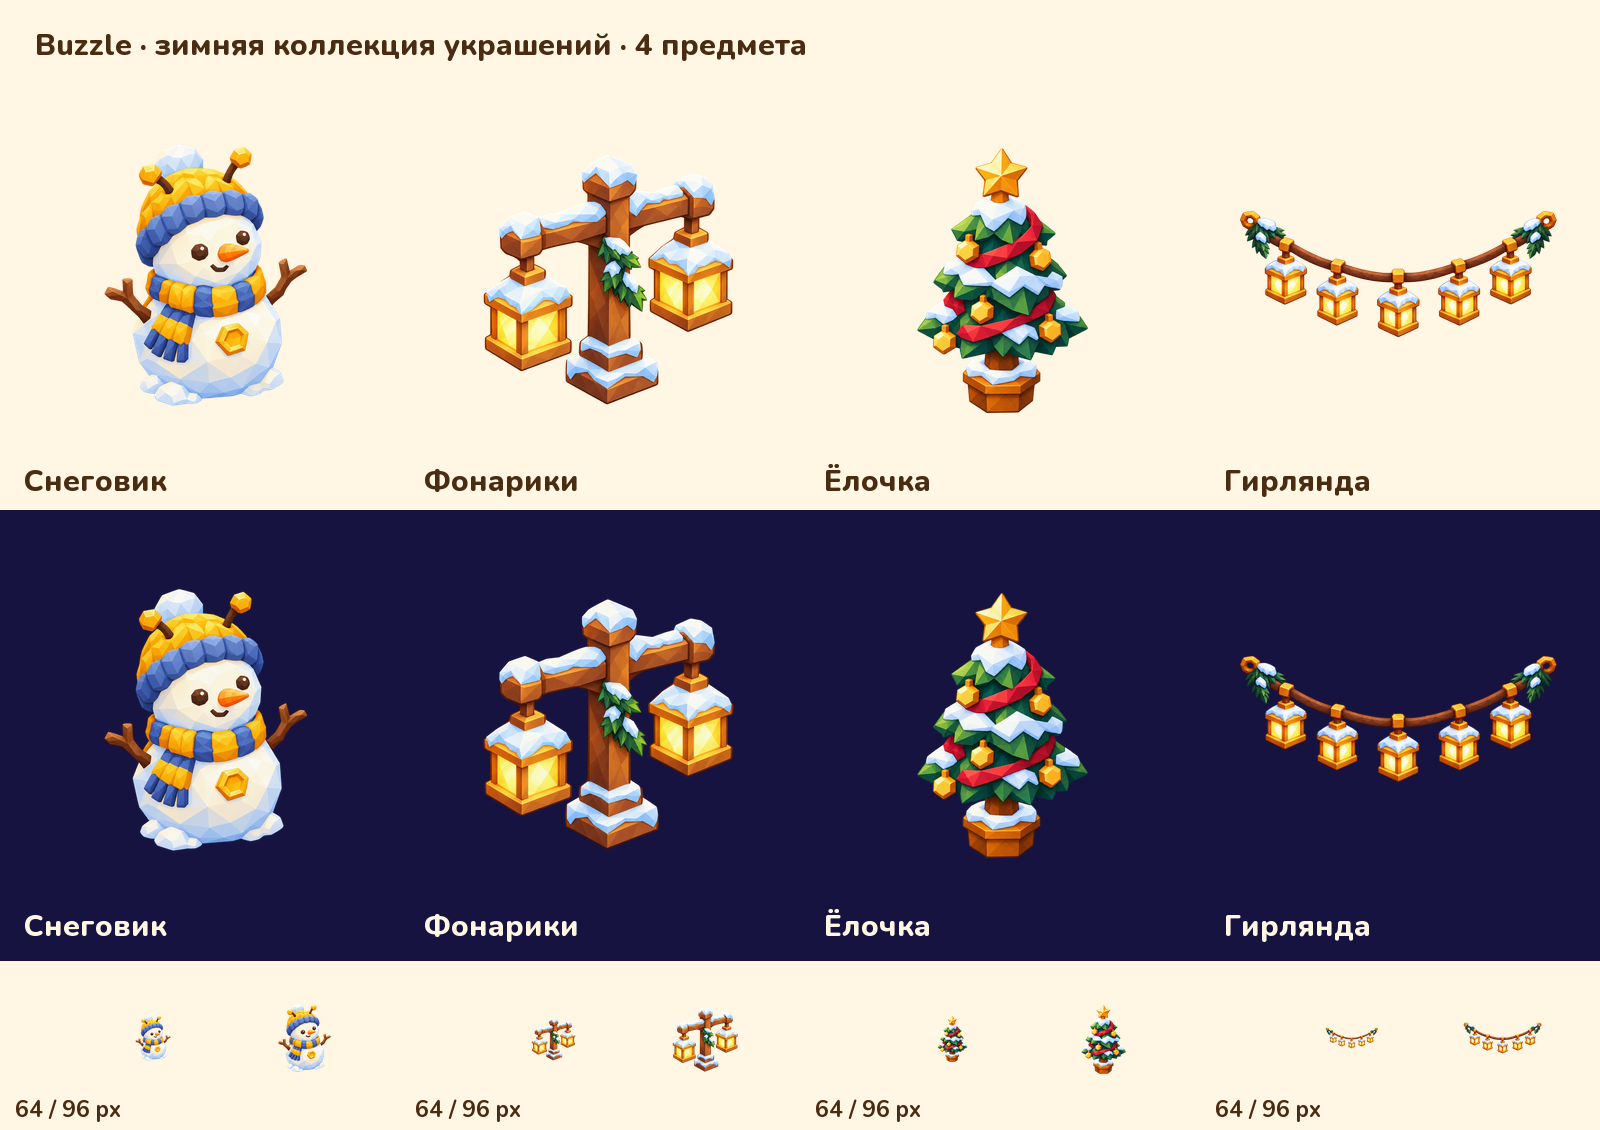 Buzzle · зимняя коллекция украшений · 4 предмета
Снеговик
Фонарики
Ёлочка
Гирлянда
Снеговик
Фонарики
Ёлочка
Гирлянда
64 / 96 px
64 / 96 px
64 / 96 px
64 / 96 px